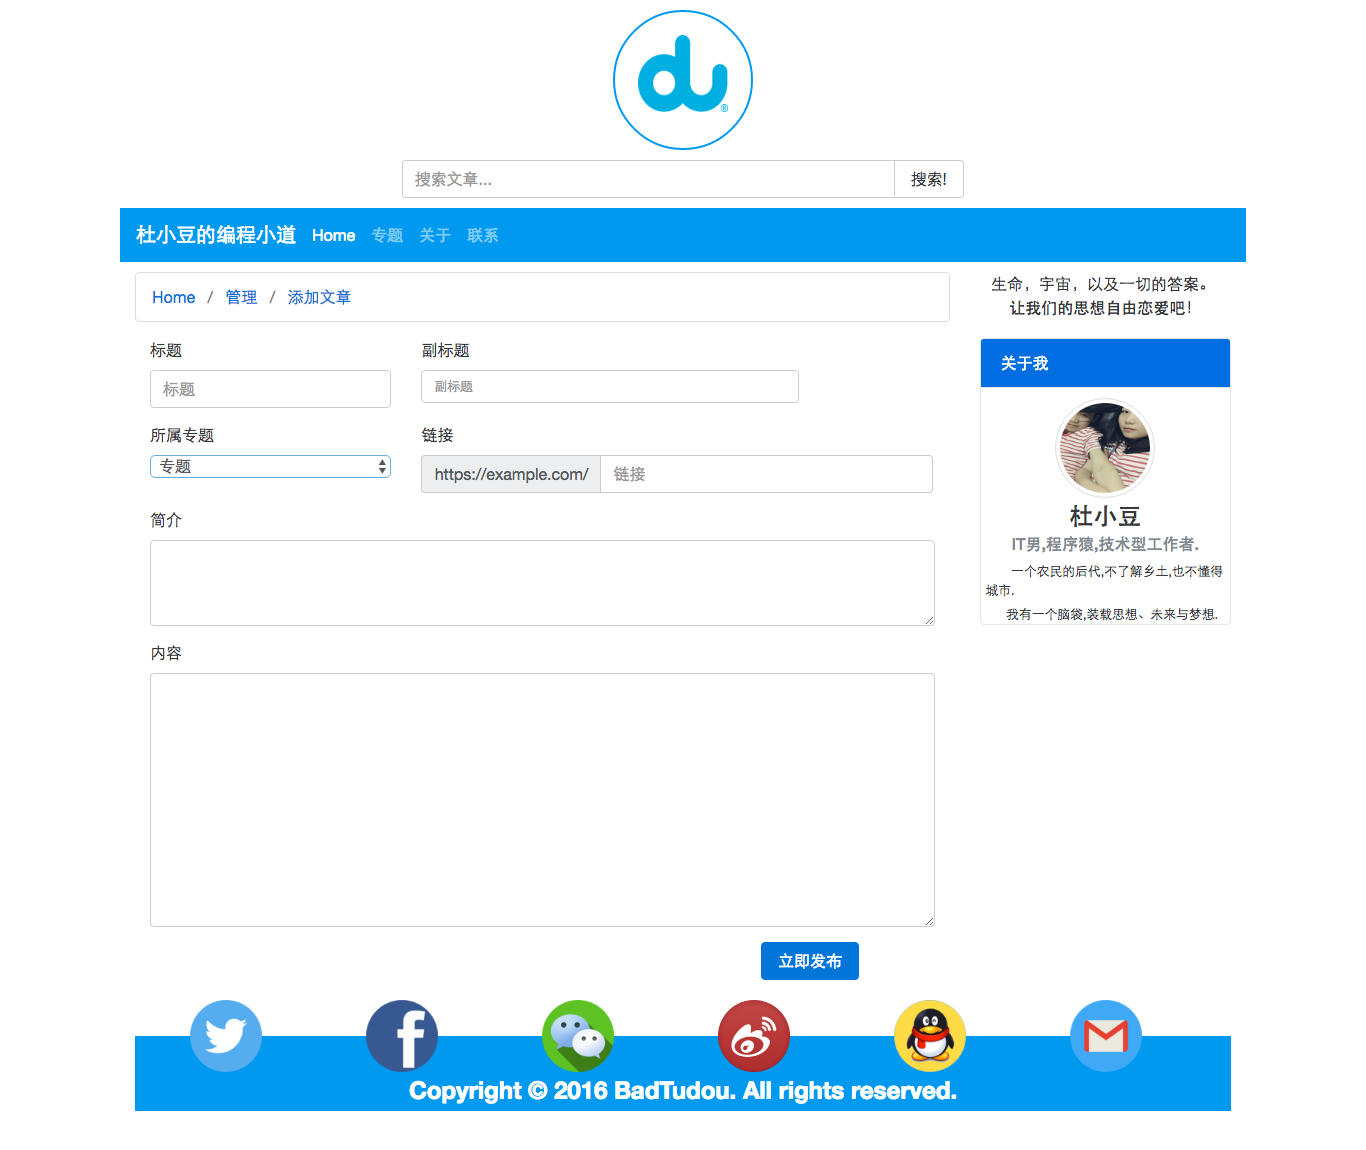 du®
搜索文章...
搜索!
杜小豆的编程小道 Home 专题 关于 联系
Home / 管理 / 添加文章
生命，宇宙，以及一切的答案。
让我们的思想自由恋爱吧！
标题
副标题
标题
副标题
所属专题
链接
专题
https://example.com/ 链接
简介
内容
立即发布
关于我
杜小豆
IT男,程序猿,技术型工作者.
一个农民的后代,不了解乡土,也不懂得
城市.
我有一个脑袋,装载思想、未来与梦想.
Copyright © 2016 BadTudou. All rights reserved.